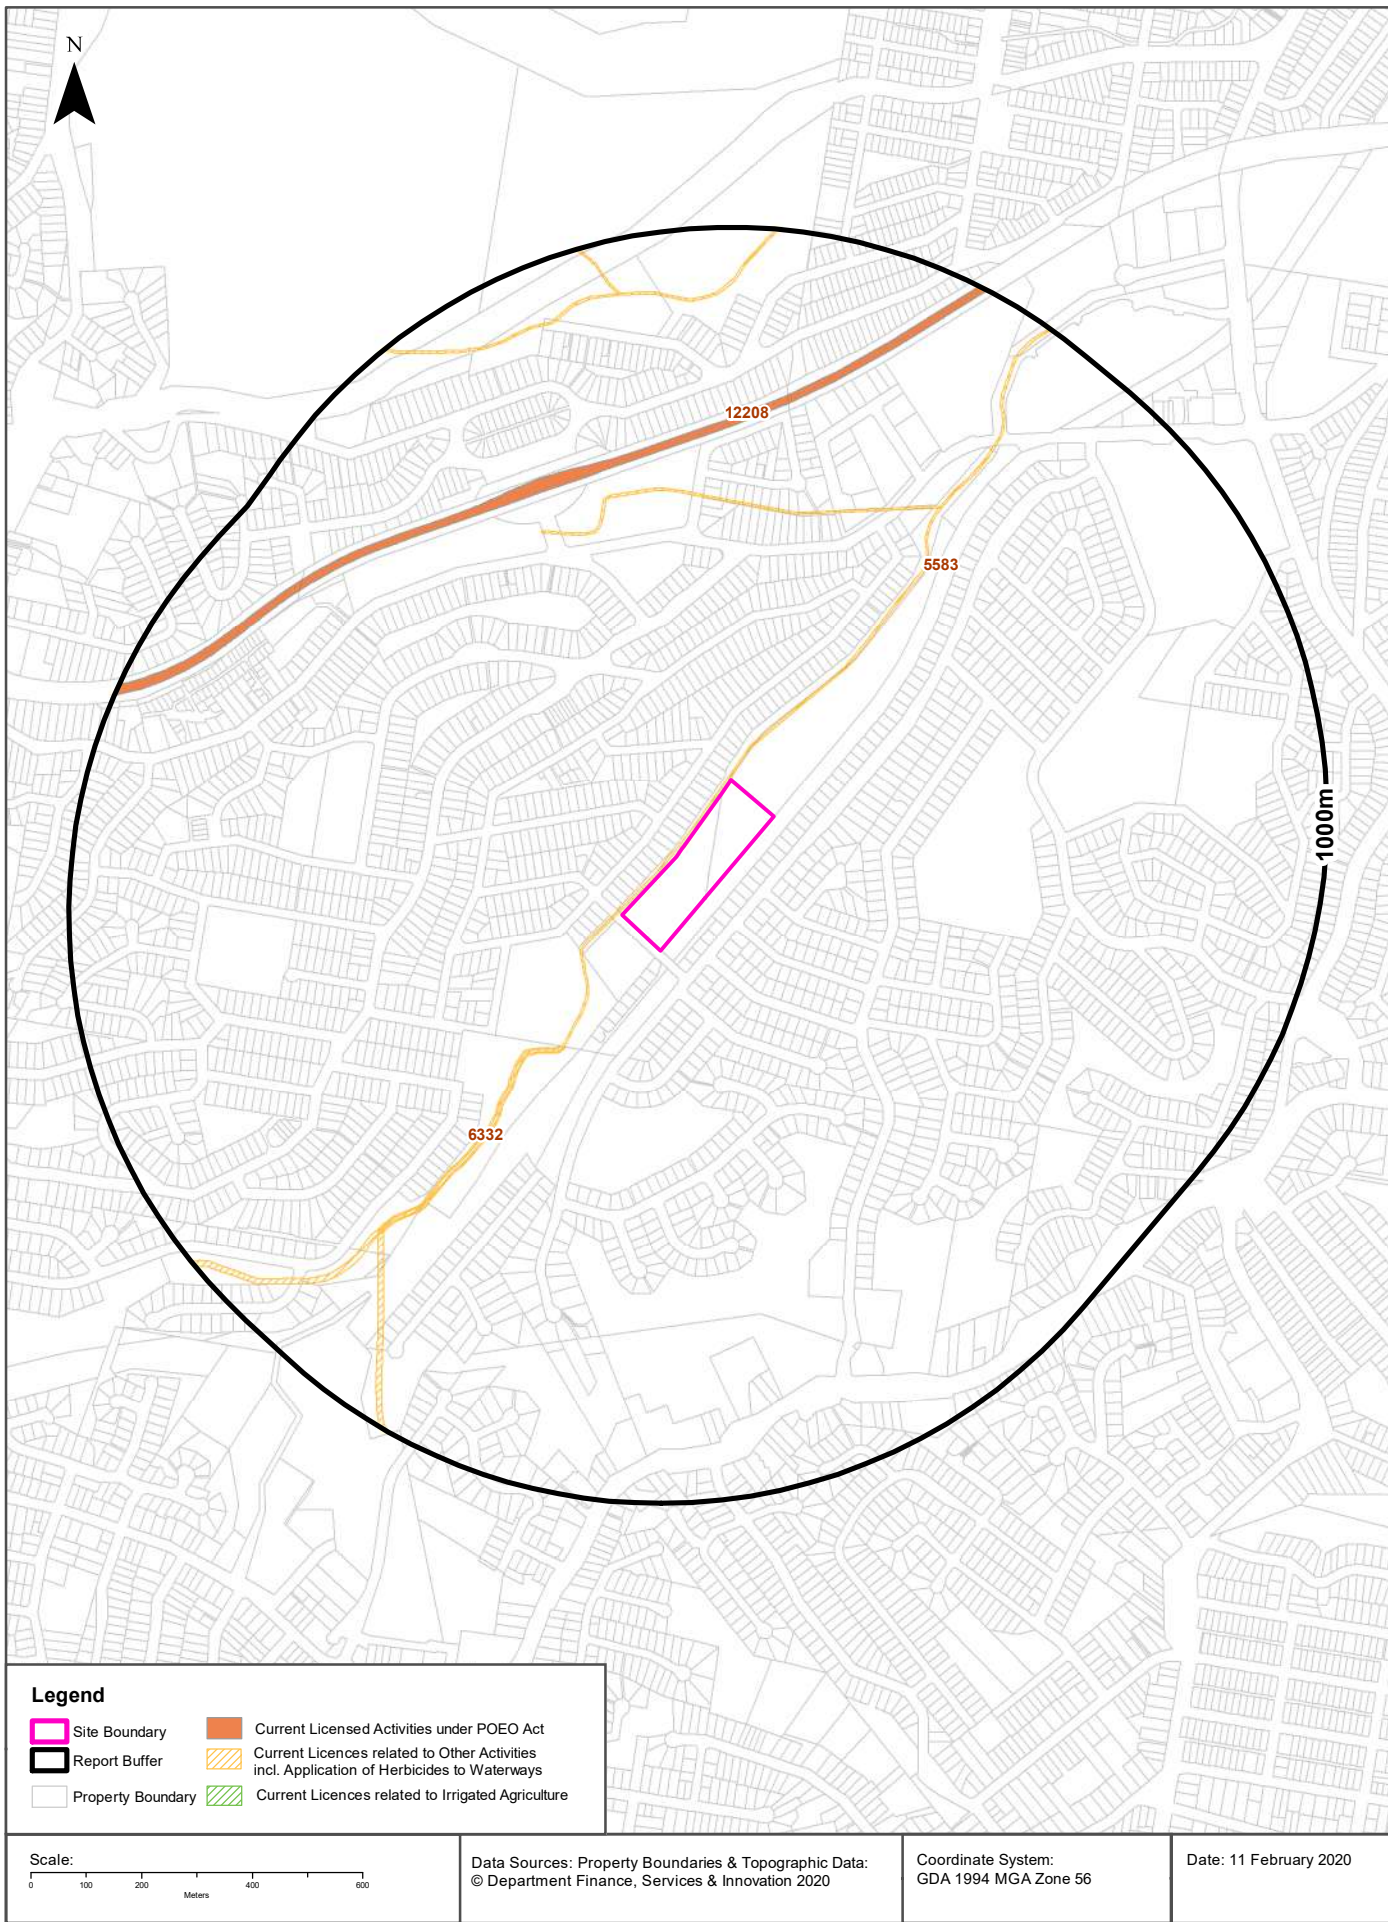 N
12208
5583
1000m
6332
Legend
Site Boundary
Report Buffer
Property Boundary
Current Licensed Activities under POEO Act
Current Licences related to Other Activities
incl. Application of Herbicides to Waterways
Current Licences related to Irrigated Agriculture
Scale:
0 100 200 400 600
Meters
Data Sources: Property Boundaries & Topographic Data:
© Department Finance, Services & Innovation 2020
Coordinate System:
GDA 1994 MGA Zone 56
Date: 11 February 2020